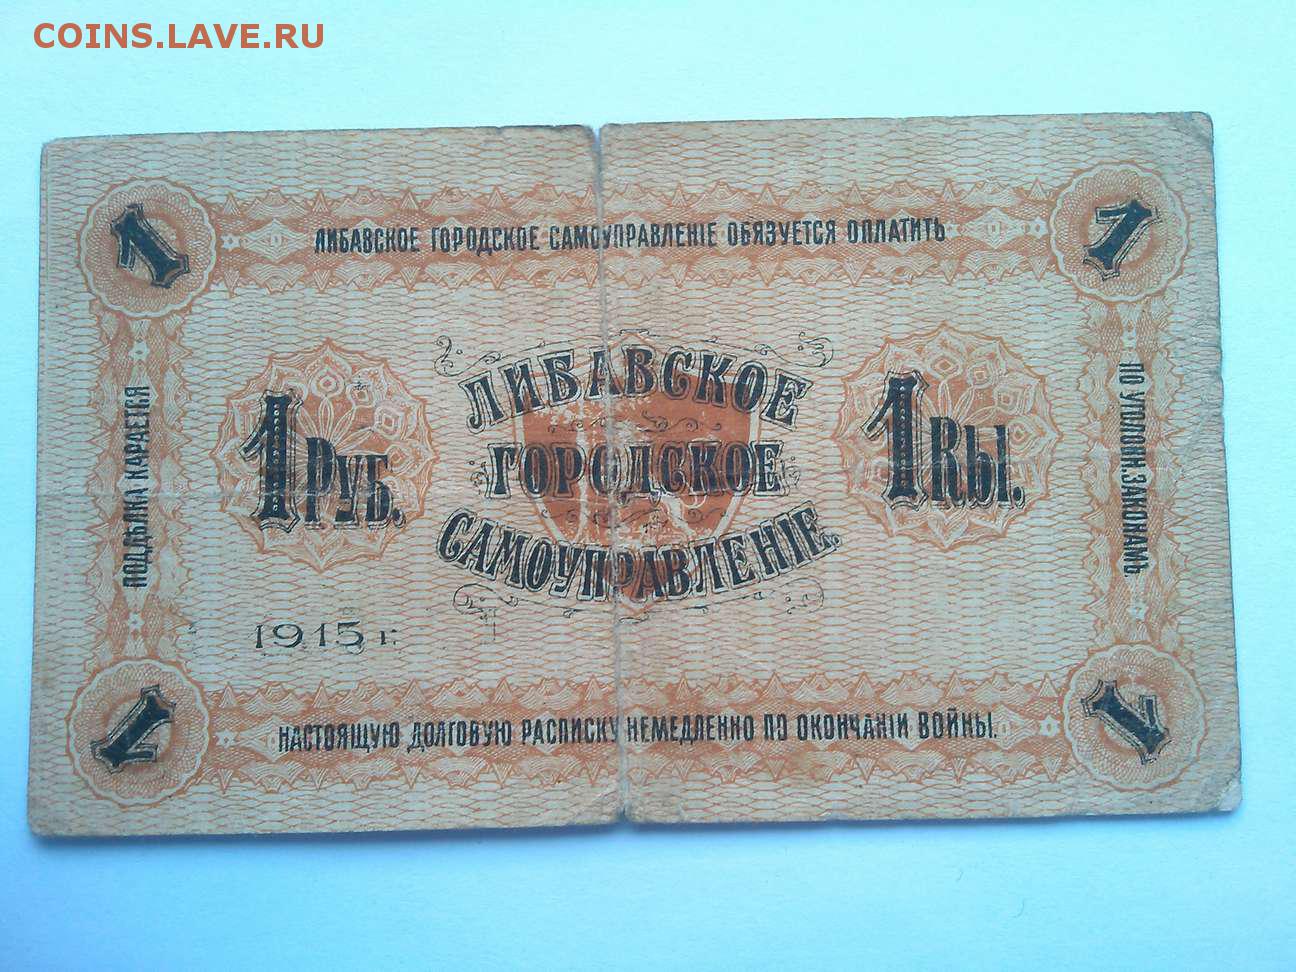 COINS.LAVE.RU
ЛИБАВСКОЕ ГОРОДСКОЕ САМОУПРАВЛЕНІЕ ОБЯЗУЕТСЯ ОПЛАТИТЬ
1
1
ПОДДѢЛКА КАРАЕТСЯ
ПО УГОЛОВН. ЗАКОНАМЪ.
1 РУБ.
ЛИБАВСКОЕ
ГОРОДСКОЕ
САМОУПРАВЛЕНІЕ.
1 RЫ.
1915 г.
1
1
НАСТОЯЩУЮ ДОЛГОВУЮ РАСПИСКУ НЕМЕДЛЕННО ПО ОКОНЧАНІИ ВОЙНЫ.